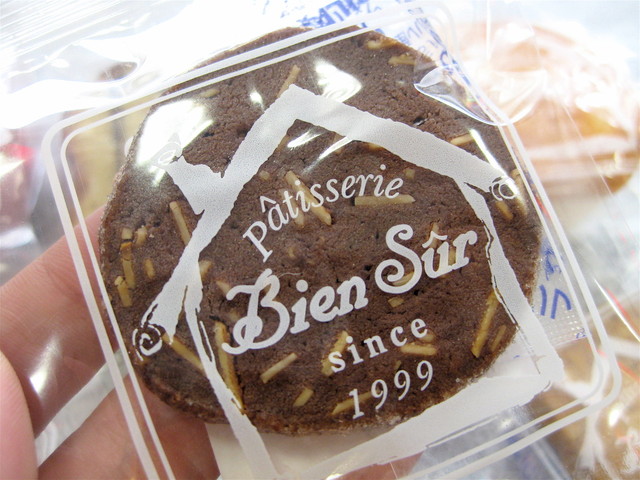 pâtisserie
Bien Sûr
since
1999